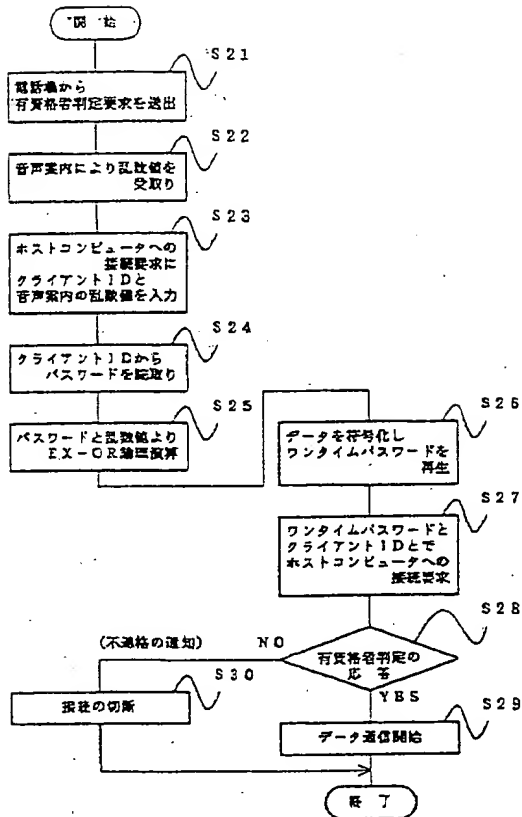 開 始
S21
電話機から
有資格者判定要求を送出
S22
音声案内により乱数値を
受取り
S23
ホストコンピュータへの
接続要求に
クライアントIDと
音声案内の乱数値を入力
S24
クライアントIDから
パスワードを読取り
S25
パスワードと乱数値より
EX-OR論理演算
S26
データを符号化し
ワンタイムパスワードを
再生
S27
ワンタイムパスワードと
クライアントIDとで
ホストコンピュータへの
接続要求
S28
有資格者判定の
応 答
(不適格の通知) NO
YES
S30
接続の切断
S29
データ通信開始
終 了